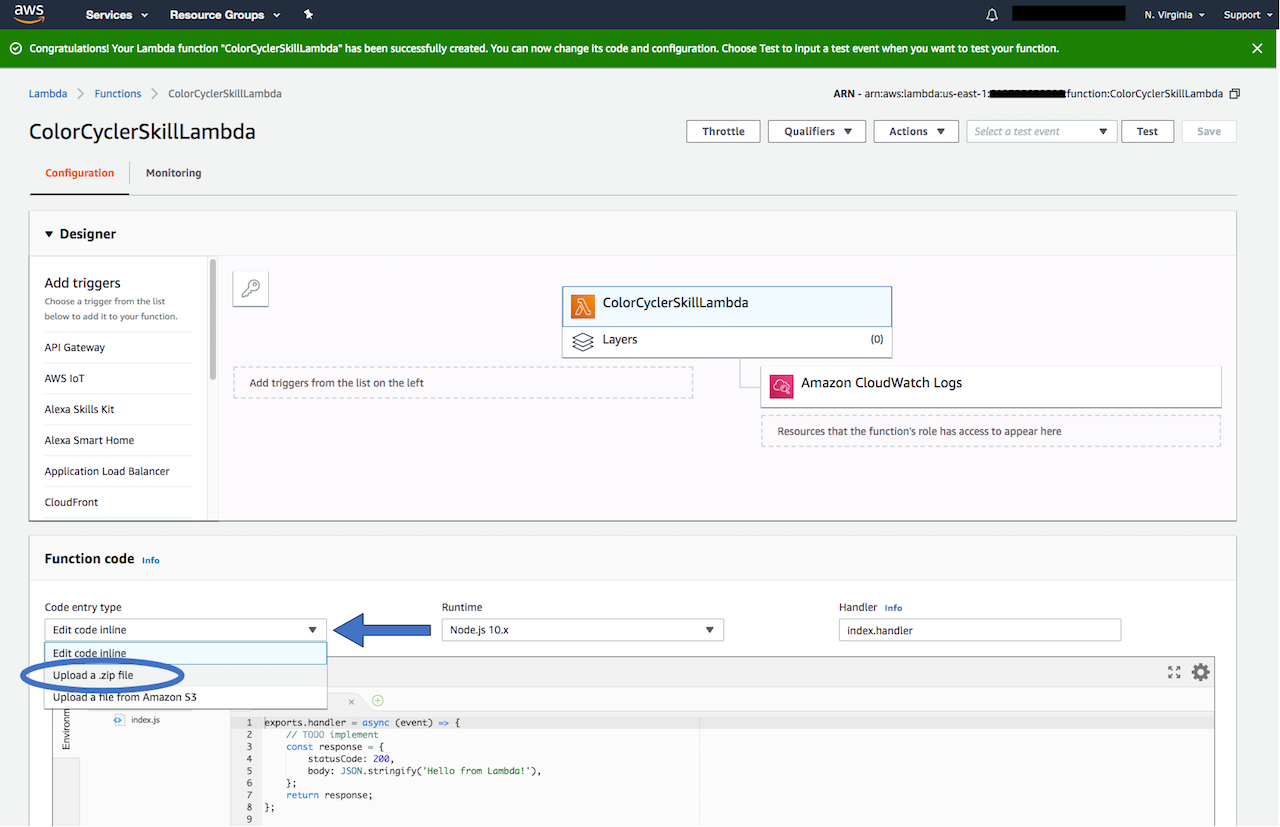 aws Services Resource Groups N. Virginia Support
Congratulations! Your Lambda function "ColorCyclerSkillLambda" has been successfully created. You can now change its code and configuration. Choose Test to input a test event when you want to test your function.
Lambda Functions ColorCyclerSkillLambda ARN - arn:aws:lambda:us-east-1: :function:ColorCyclerSkillLambda
ColorCyclerSkillLambda Throttle Qualifiers Actions Select a test event Test Save
Configuration Monitoring
Designer
Add triggers
Choose a trigger from the list
below to add it to your function.
API Gateway
AWS IoT
Alexa Skills Kit
Alexa Smart Home
Application Load Balancer
CloudFront
Add triggers from the list on the left
ColorCyclerSkillLambda
Layers (0)
Amazon CloudWatch Logs
Resources that the function's role has access to appear here
Function code Info
Code entry type Runtime Handler Info
Edit code inline Node.js 10.x index.handler
Edit code inline
Upload a .zip file
Upload a file from Amazon S3
Environm
index.js
1 exports.handler = async (event) => {
2 // TODO implement
3 const response = {
4 statusCode: 200,
5 body: JSON.stringify('Hello from Lambda!'),
6 };
7 return response;
8 };
9